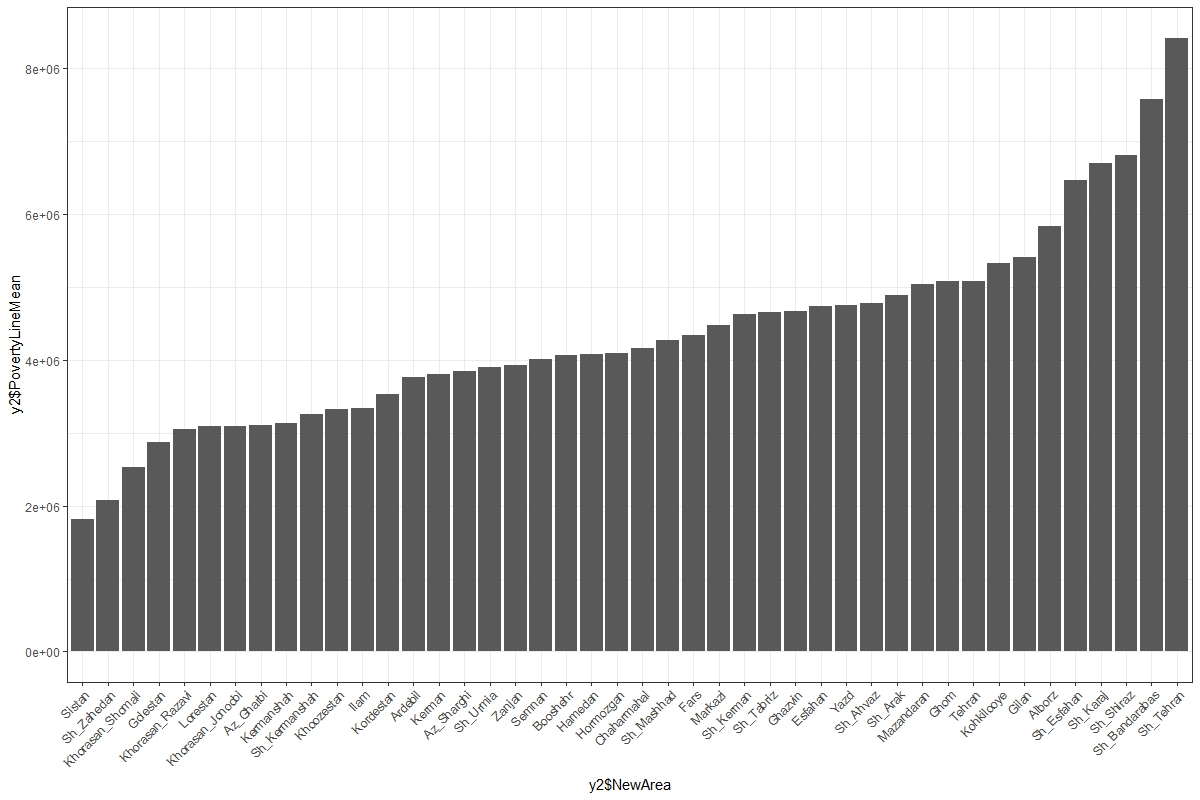 y2$PovertyLineMean
8e+06
6e+06
4e+06
2e+06
0e+00
Sistan
Sh_Zahedan
Khorasan_Shomali
Golestan
Khorasan_Razavi
Lorestan
Khorasan_Jonoobi
Az_Gharbi
Kermanshah
Sh_Kermanshah
Khoozestan
Ilam
Kordestan
Ardebil
Kerman
Az_Sharghi
Sh_Urmia
Zanjan
Semnan
Booshehr
Hamedan
Hormozgan
Chaharmahal
Sh_Mashhad
Fars
Markazi
Sh_Kerman
Sh_Tabriz
Ghazvin
Esfahan
Yazd
Sh_Ahvaz
Sh_Arak
Mazandaran
Ghom
Tehran
Kohkilooye
Gilan
Alborz
Sh_Esfahan
Sh_Karaj
Sh_Shiraz
Sh_Bandarabas
Sh_Tehran
y2$NewArea